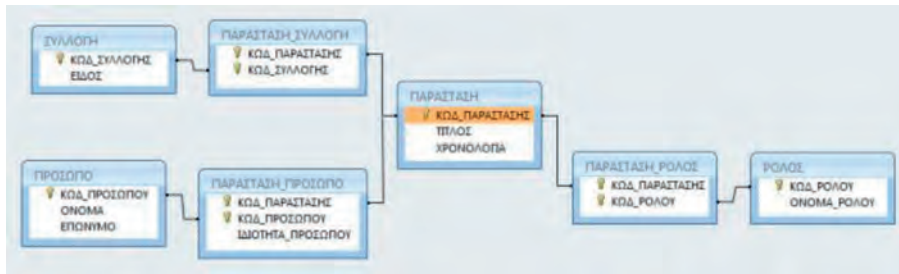 ΣΥΛΛΟΓΗ
ΚΩΔ_ΣΥΛΛΟΓΗΣ
ΕΙΔΟΣ
ΠΑΡΑΣΤΑΣΗ_ΣΥΛΛΟΓΗ
ΚΩΔ_ΠΑΡΑΣΤΑΣΗΣ
ΚΩΔ_ΣΥΛΛΟΓΗΣ
ΠΑΡΑΣΤΑΣΗ
ΚΩΔ_ΠΑΡΑΣΤΑΣΗΣ
ΤΙΤΛΟΣ
ΧΡΟΝΟΛΟΓΙΑ
ΠΡΟΣΩΠΟ
ΚΩΔ_ΠΡΟΣΩΠΟΥ
ΟΝΟΜΑ
ΕΠΩΝΥΜΟ
ΠΑΡΑΣΤΑΣΗ_ΠΡΟΣΩΠΟ
ΚΩΔ_ΠΑΡΑΣΤΑΣΗΣ
ΚΩΔ_ΠΡΟΣΩΠΟΥ
ΙΔΙΟΤΗΤΑ_ΠΡΟΣΩΠΟΥ
ΠΑΡΑΣΤΑΣΗ_ΡΟΛΟΣ
ΚΩΔ_ΠΑΡΑΣΤΑΣΗΣ
ΚΩΔ_ΡΟΛΟΥ
ΡΟΛΟΣ
ΚΩΔ_ΡΟΛΟΥ
ΟΝΟΜΑ_ΡΟΛΟΥ